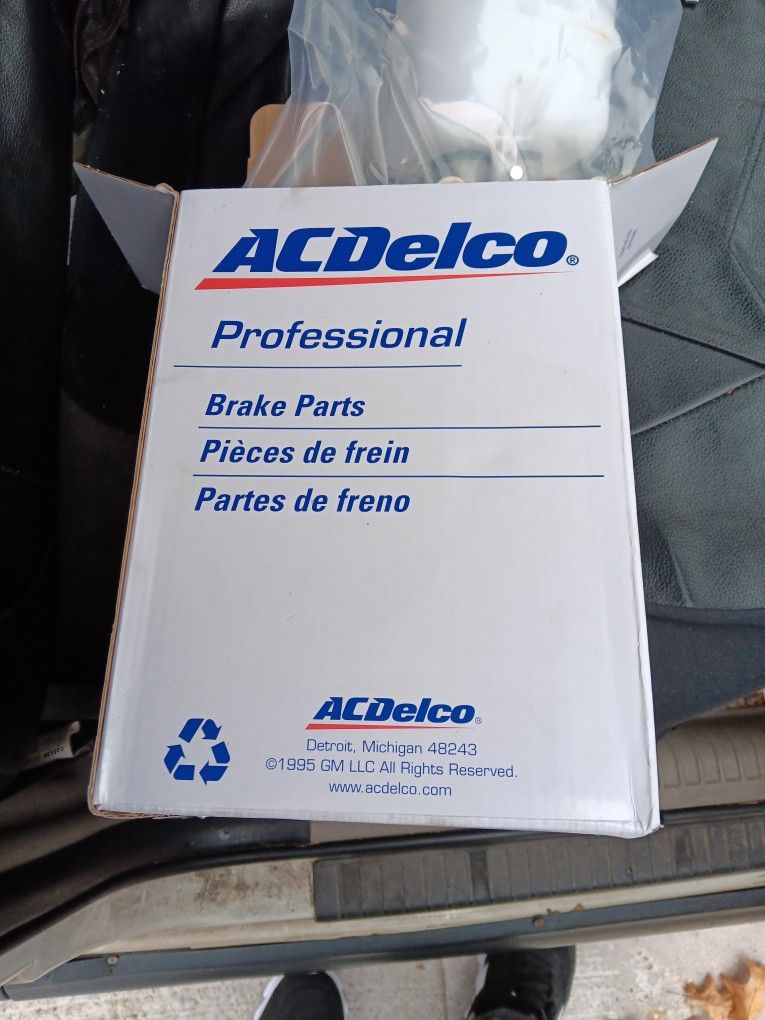 ACDelco®
Professional
Brake Parts
Pièces de frein
Partes de freno
ACDelco®
Detroit, Michigan 48243
©1995 GM LLC All Rights Reserved.
www.acdelco.com